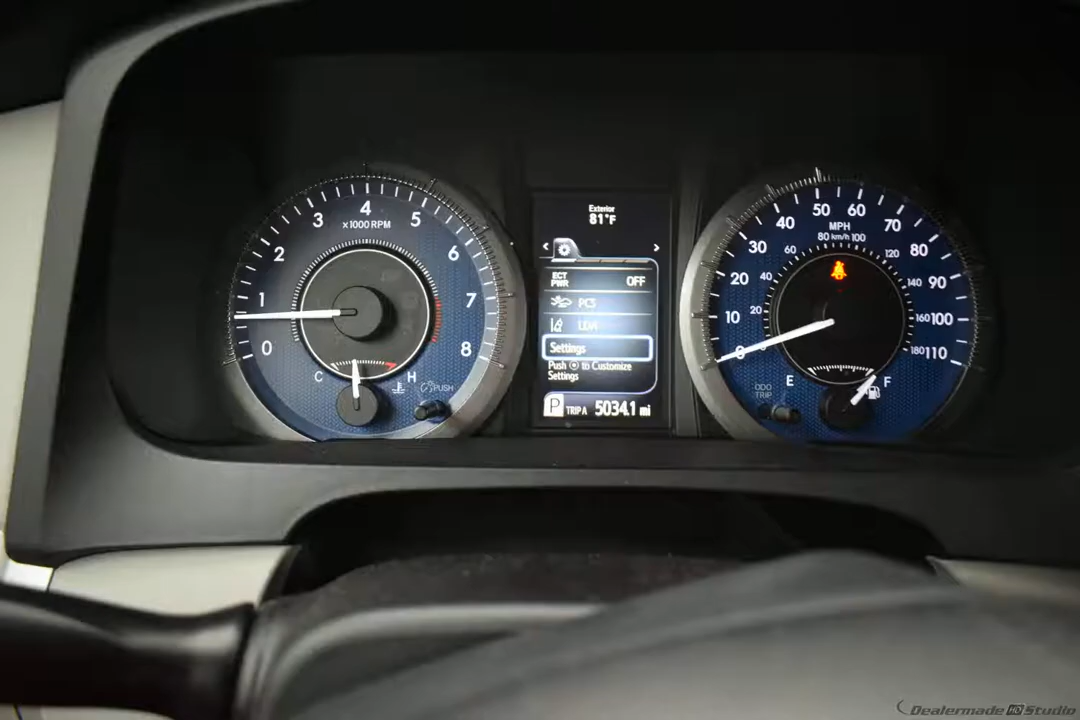 0 1 2 3 4 5 6 7 8
x1000 RPM
C H
PUSH
Exterior
81°F
< >
ECT PWR OFF
PCS
LDA
Settings
Push to Customize
Settings
P TRIP A 5034.1 mi
0 10 20 30 40 50 60 70 80 90 100 110
MPH
20 40 60 80 km/h 100 120 140 160 180
ODO
TRIP
E F
Dealermade HD Studio